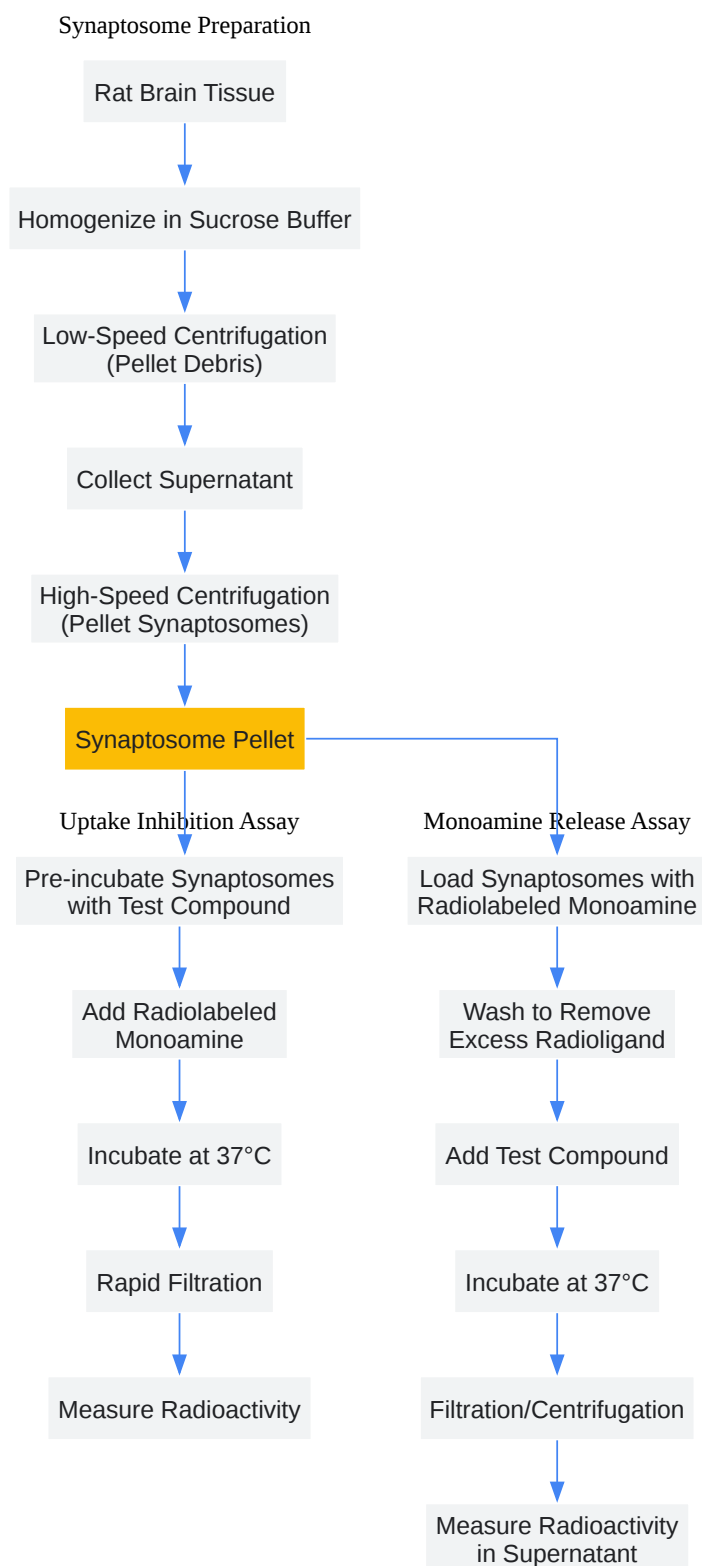 Synaptosome Preparation
Rat Brain Tissue
Homogenize in Sucrose Buffer
Low-Speed Centrifugation
(Pellet Debris)
Collect Supernatant
High-Speed Centrifugation
(Pellet Synaptosomes)
Synaptosome Pellet
Uptake Inhibition Assay
Pre-incubate Synaptosomes
with Test Compound
Add Radiolabeled
Monoamine
Incubate at 37°C
Rapid Filtration
Measure Radioactivity
Monoamine Release Assay
Load Synaptosomes with
Radiolabeled Monoamine
Wash to Remove
Excess Radioligand
Add Test Compound
Incubate at 37°C
Filtration/Centrifugation
Measure Radioactivity
in Supernatant